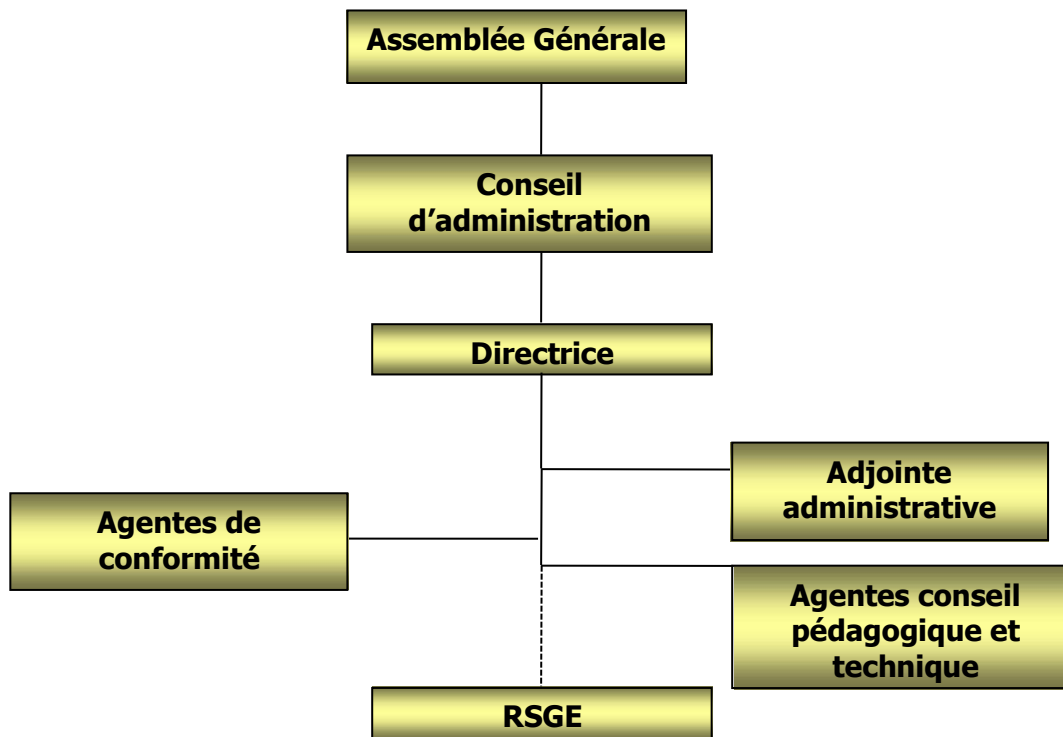 Assemblée Générale
Conseil
d’administration
Directrice
Adjointe
administrative
Agentes de
conformité
Agentes conseil
pédagogique et
technique
RSGE